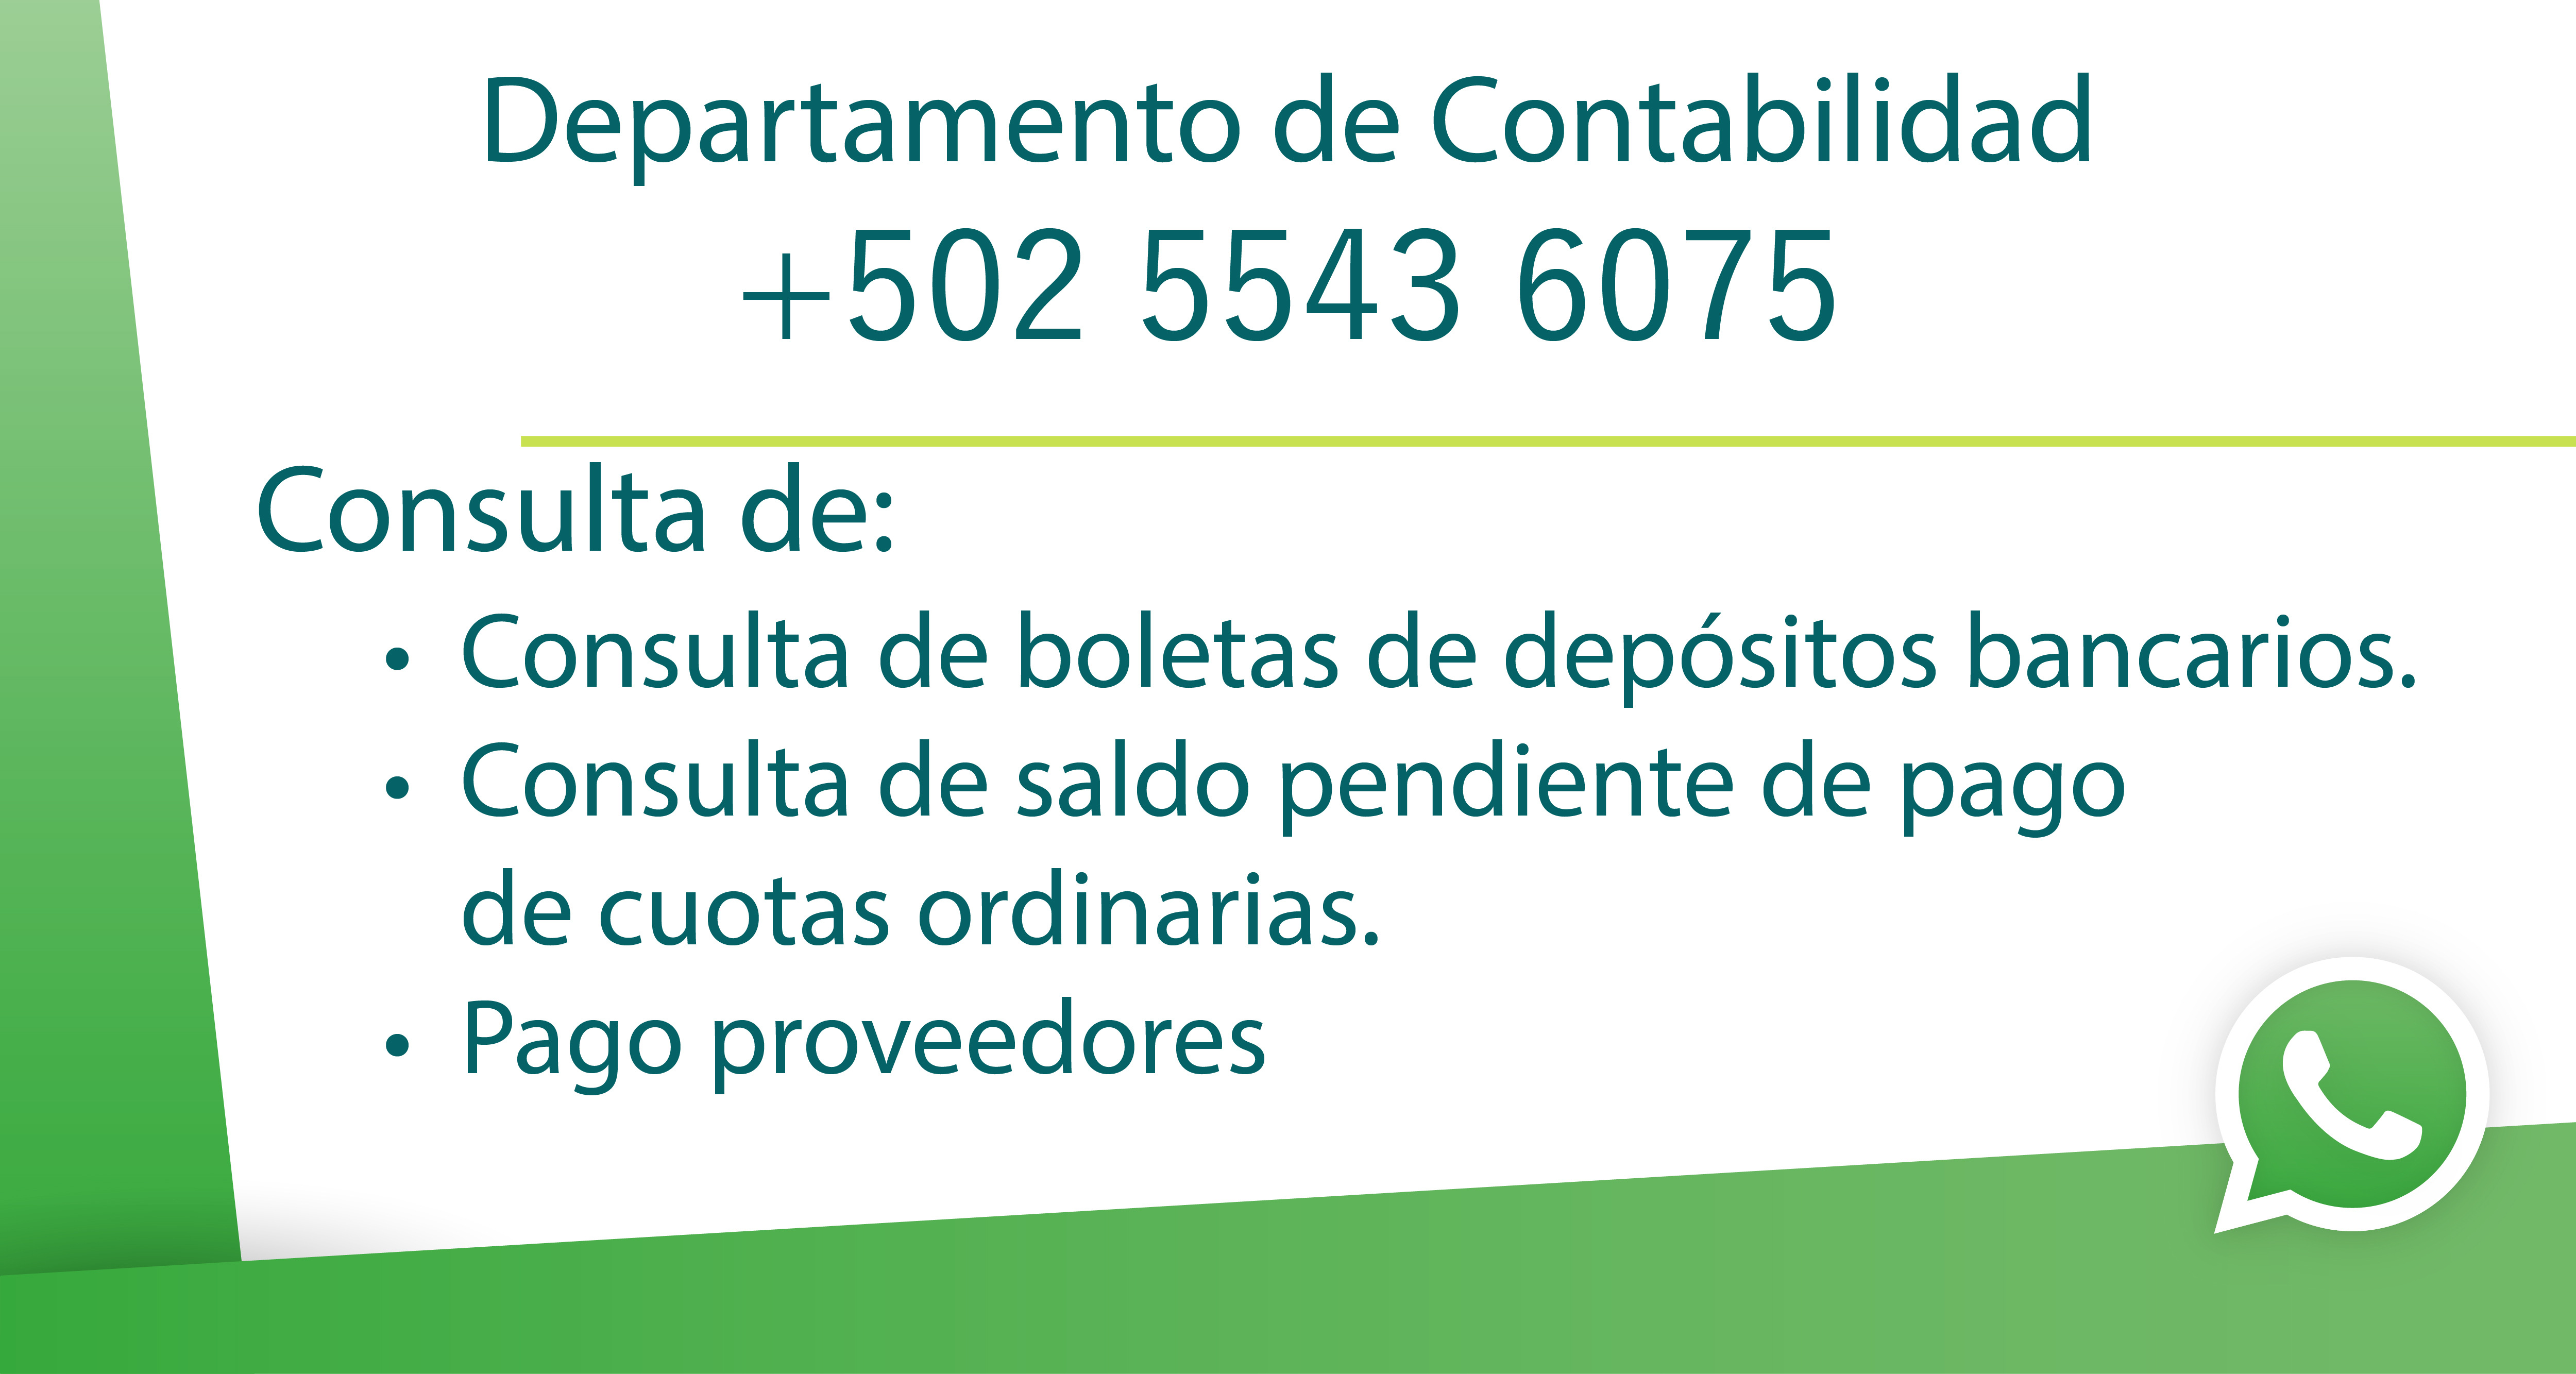 Departamento de Contabilidad
+502 5543 6075
Consulta de:
• Consulta de boletas de depósitos bancarios.
• Consulta de saldo pendiente de pago
de cuotas ordinarias.
• Pago proveedores